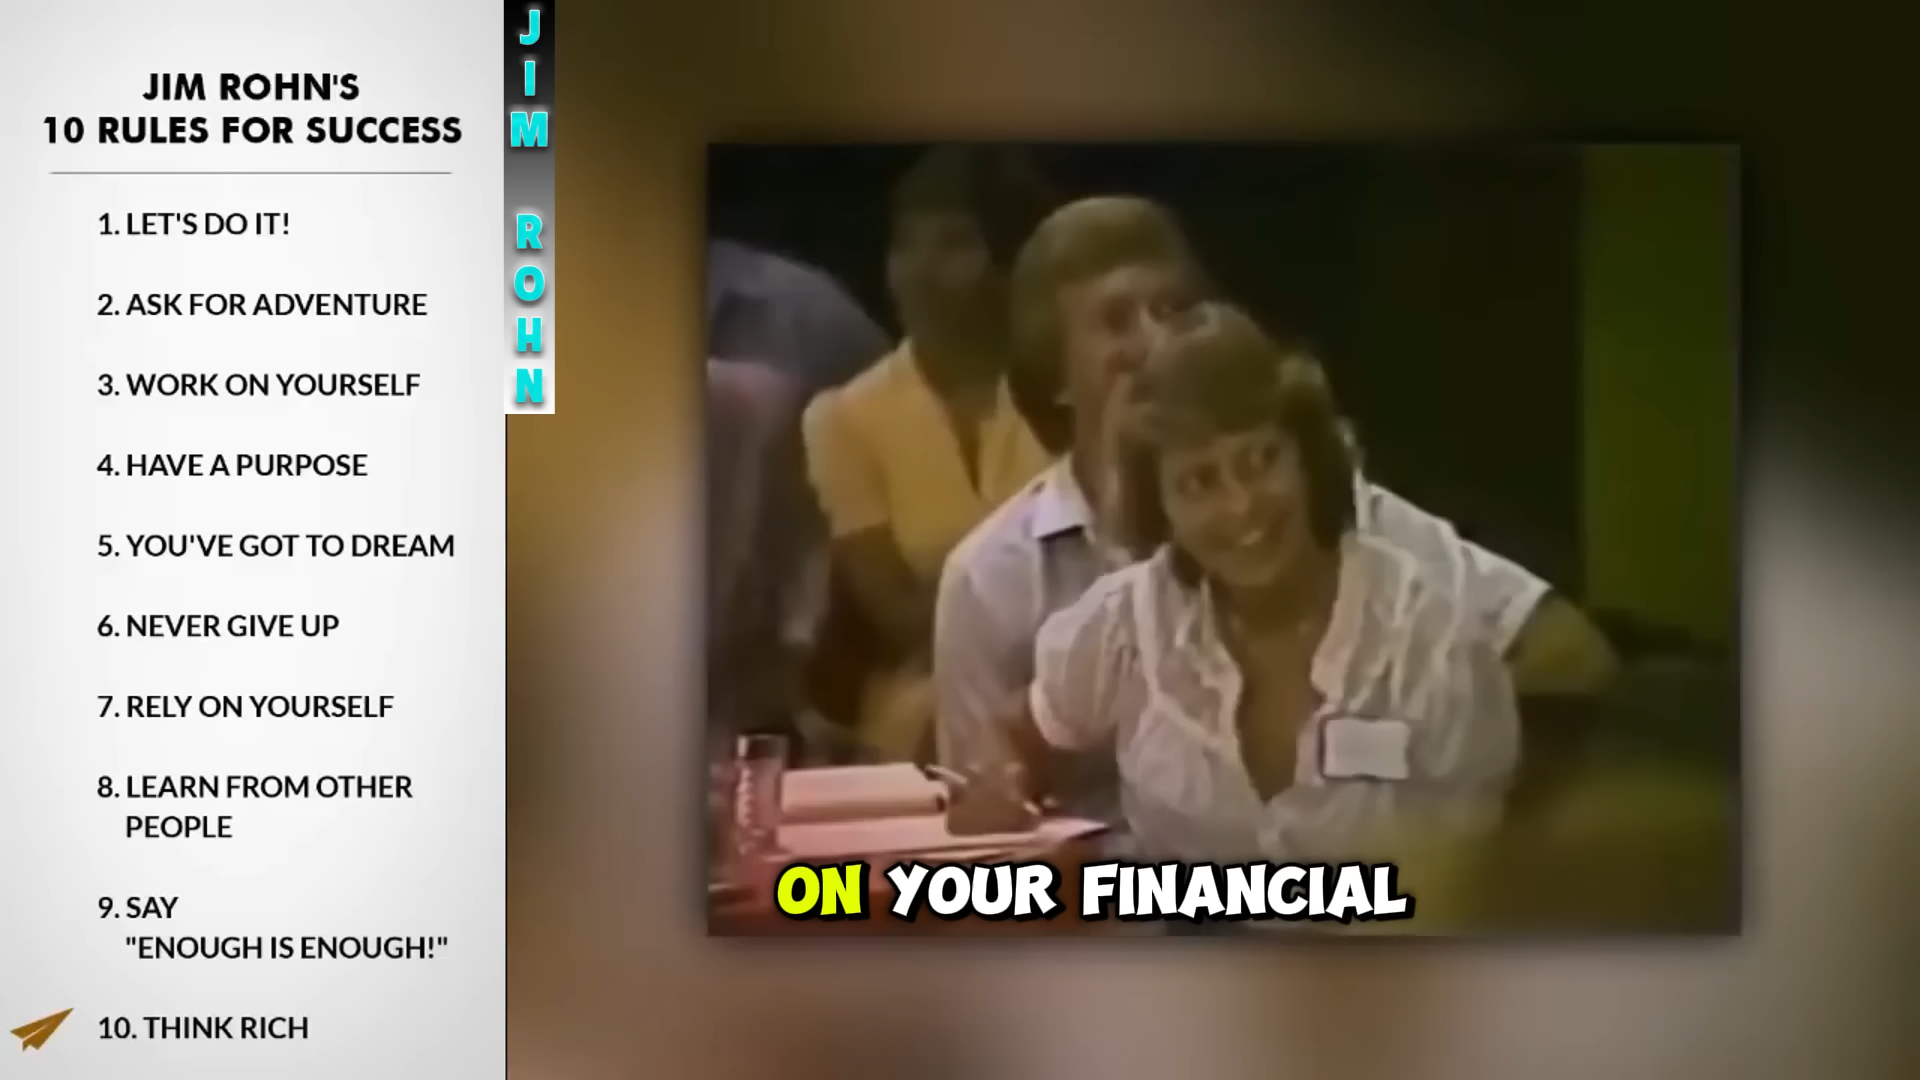 JIM ROHN'S
10 RULES FOR SUCCESS
1. LET'S DO IT!
2. ASK FOR ADVENTURE
3. WORK ON YOURSELF
4. HAVE A PURPOSE
5. YOU'VE GOT TO DREAM
6. NEVER GIVE UP
7. RELY ON YOURSELF
8. LEARN FROM OTHER
PEOPLE
9. SAY
"ENOUGH IS ENOUGH!"
10. THINK RICH
JIM ROHN
ON YOUR FINANCIAL